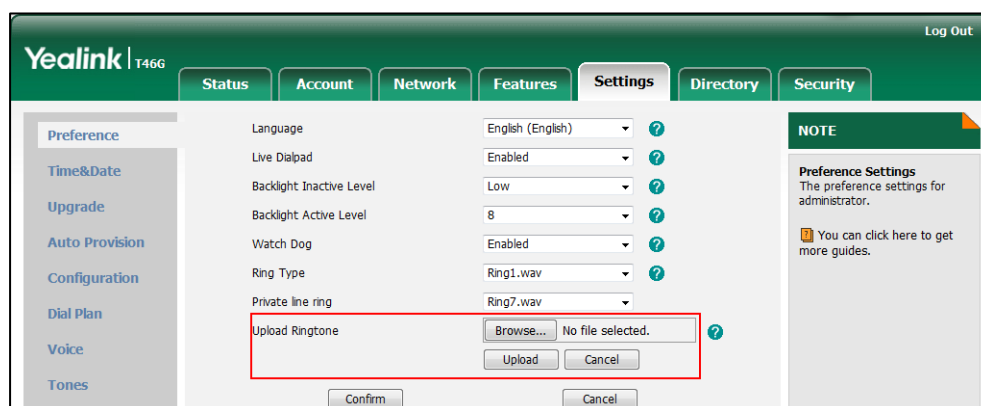 Log Out
Yealink T46G
Status Account Network Features Settings Directory Security
Preference
Time&Date
Upgrade
Auto Provision
Configuration
Dial Plan
Voice
Tones
Language English (English) ?
Live Dialpad Enabled ?
Backlight Inactive Level Low ?
Backlight Active Level 8 ?
Watch Dog Enabled ?
Ring Type Ring1.wav ?
Private line ring Ring7.wav
Upload Ringtone Browse... No file selected. ?
Upload Cancel
Confirm Cancel
NOTE
Preference Settings
The preference settings for
administrator.
? You can click here to get
more guides.